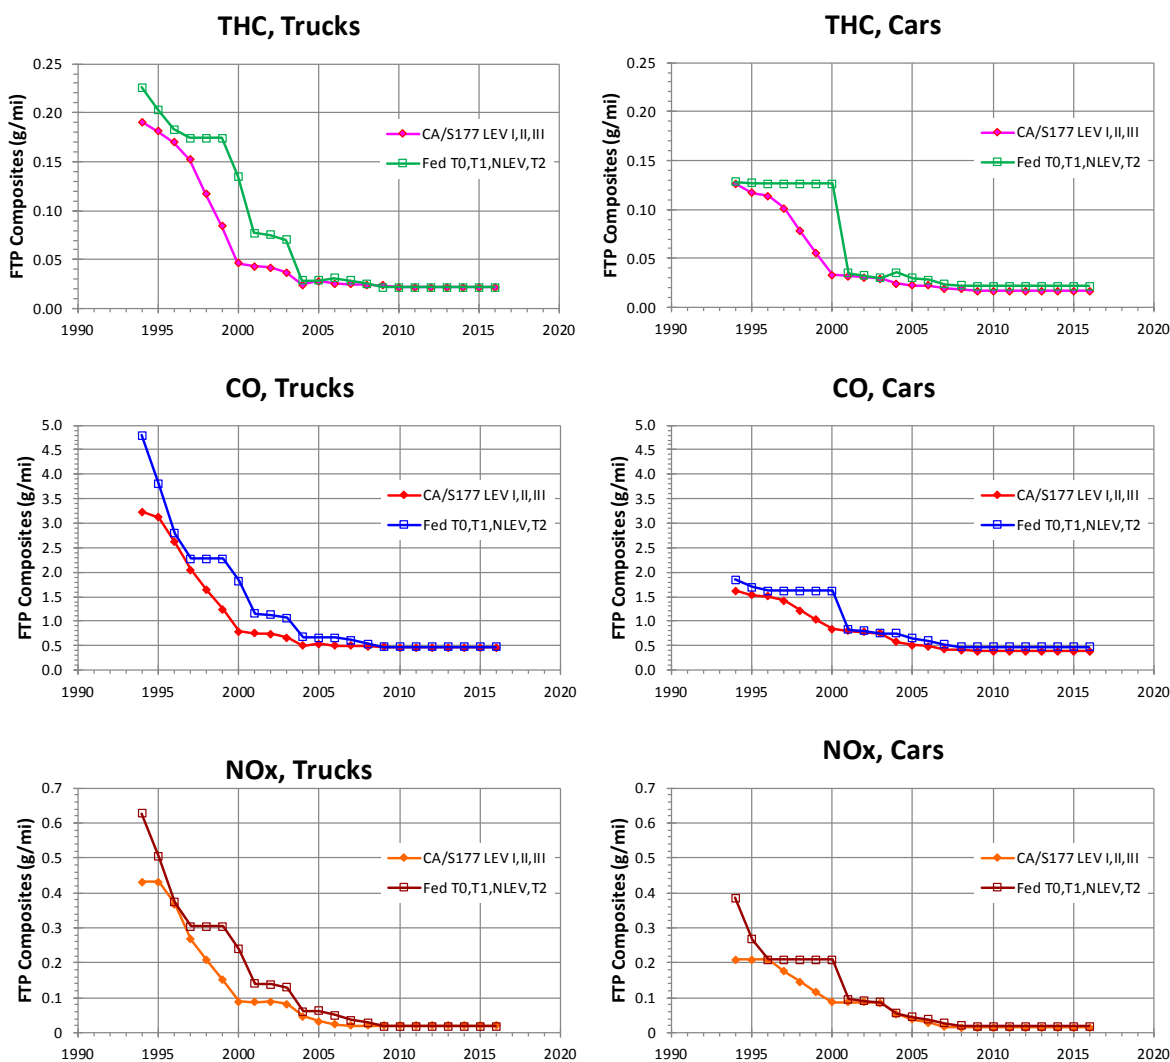 THC, Trucks
FTP Composites (g/mi)
0.25
0.20
0.15
0.10
0.05
0.00
1990 1995 2000 2005 2010 2015 2020
CA/S177 LEV I,II,III
Fed T0,T1,NLEV,T2
THC, Cars
FTP Composites (g/mi)
0.25
0.20
0.15
0.10
0.05
0.00
1990 1995 2000 2005 2010 2015 2020
CA/S177 LEV I,II,III
Fed T0,T1,NLEV,T2
CO, Trucks
FTP Composites (g/mi)
5.0
4.5
4.0
3.5
3.0
2.5
2.0
1.5
1.0
0.5
0.0
1990 1995 2000 2005 2010 2015 2020
CA/S177 LEV I,II,III
Fed T0,T1,NLEV,T2
CO, Cars
FTP Composites (g/mi)
5.0
4.5
4.0
3.5
3.0
2.5
2.0
1.5
1.0
0.5
0.0
1990 1995 2000 2005 2010 2015 2020
CA/S177 LEV I,II,III
Fed T0,T1,NLEV,T2
NOx, Trucks
FTP Composites (g/mi)
0.7
0.6
0.5
0.4
0.3
0.2
0.1
0
1990 1995 2000 2005 2010 2015 2020
CA/S177 LEV I,II,III
Fed T0,T1,NLEV,T2
NOx, Cars
FTP Composites (g/mi)
0.7
0.6
0.5
0.4
0.3
0.2
0.1
0
1990 1995 2000 2005 2010 2015 2020
CA/S177 LEV I,II,III
Fed T0,T1,NLEV,T2